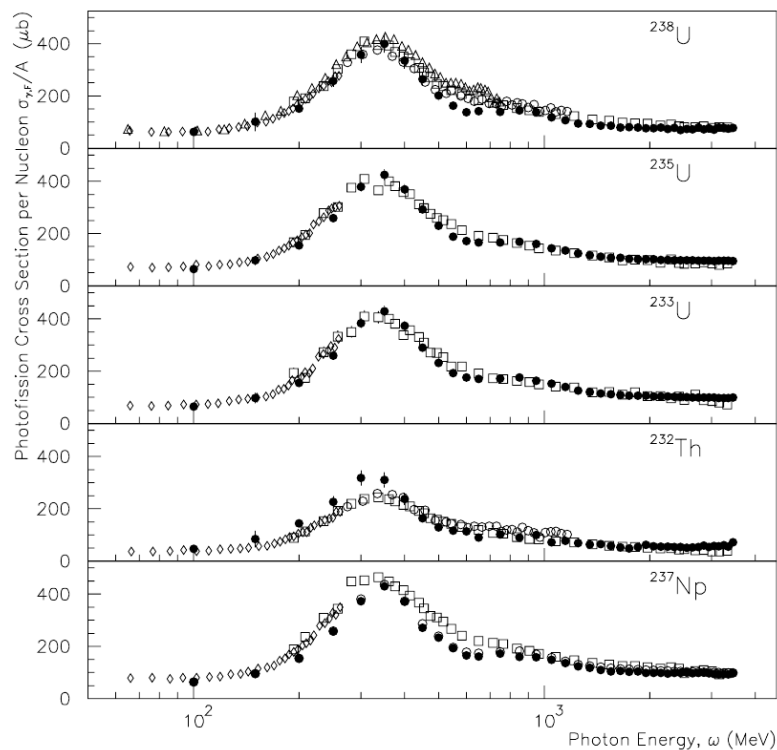 Photofission Cross Section per Nucleon σγ,F/A (μb)
400
200
0
²³⁸U
400
200
0
²³⁵U
400
200
0
²³³U
400
200
0
²³²Th
400
200
0
²³⁷Np
10² 10³
Photon Energy, ω (MeV)